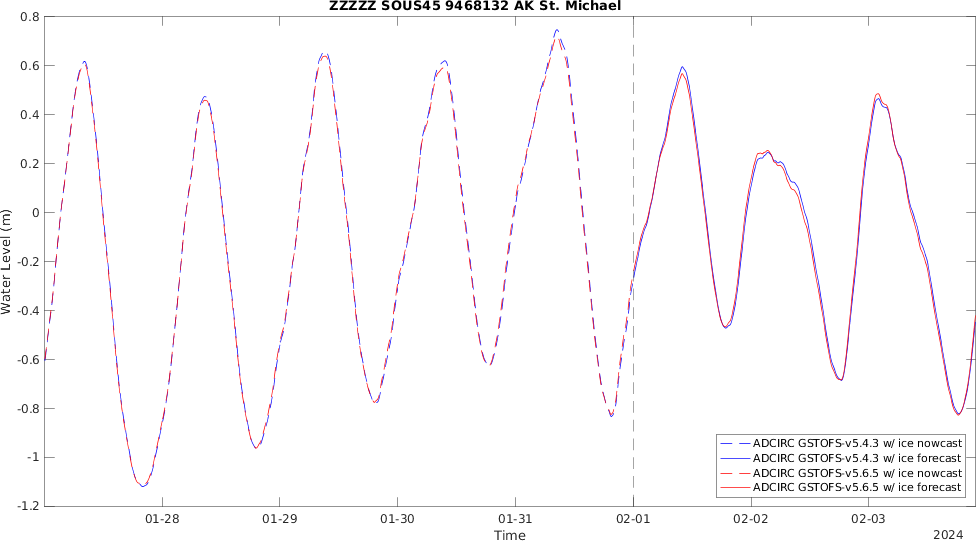 ZZZZZ SOUS45 9468132 AK St. Michael
0.8
0.6
0.4
0.2
0
-0.2
-0.4
-0.6
-0.8
-1
-1.2
Water Level (m)
01-28
01-29
01-30
01-31
02-01
02-02
02-03
Time
2024
ADCIRC GSTOFS-v5.4.3 w/ ice nowcast
ADCIRC GSTOFS-v5.4.3 w/ ice forecast
ADCIRC GSTOFS-v5.6.5 w/ ice nowcast
ADCIRC GSTOFS-v5.6.5 w/ ice forecast